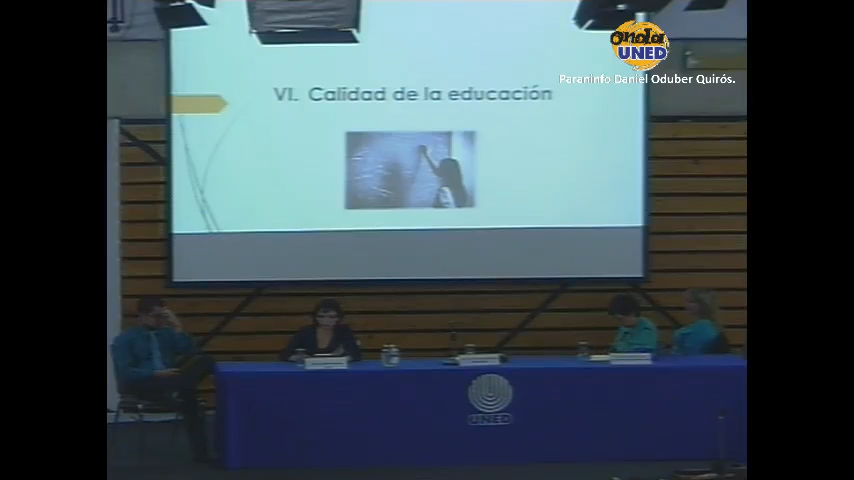 Onda
UNED
Paraninfo Daniel Oduber Quirós.
VI. Calidad de la educación
UNED